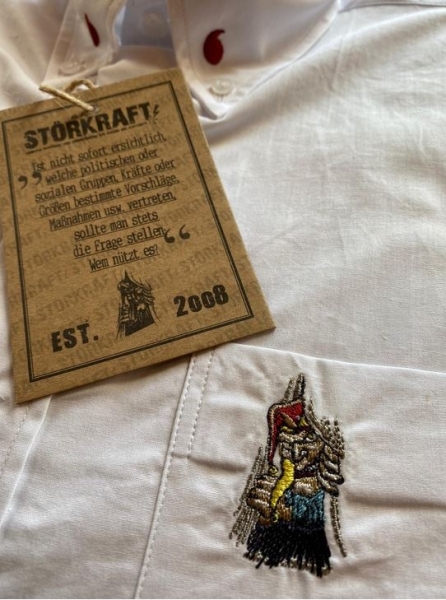 STÖRKRAFT
„Ist nicht sofort ersichtlich,
welche politischen oder
sozialen Gruppen, Kräfte oder
Größen bestimmte Vorschläge,
Maßnahmen usw. vertreten,
sollte man stets
die Frage stellen:
Wem nützt es?“
EST. 2008